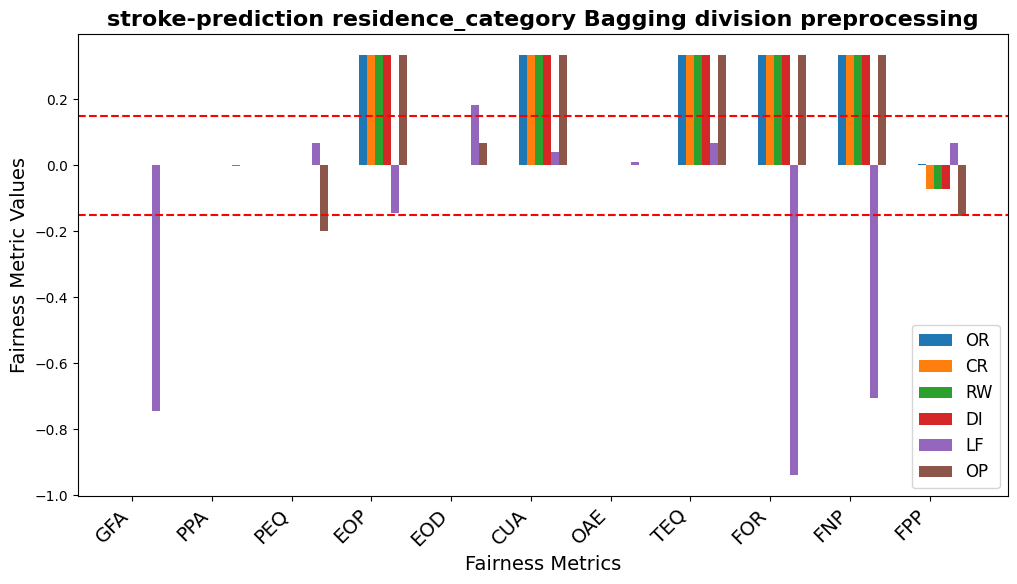 stroke-prediction residence_category Bagging division preprocessing
Fairness Metric Values
0.2
0.0
−0.2
−0.4
−0.6
−0.8
−1.0
OR
CR
RW
DI
LF
OP
GFA
PPA
PEQ
EOP
EOD
CUA
OAE
TEQ
FOR
FNP
FPP
Fairness Metrics